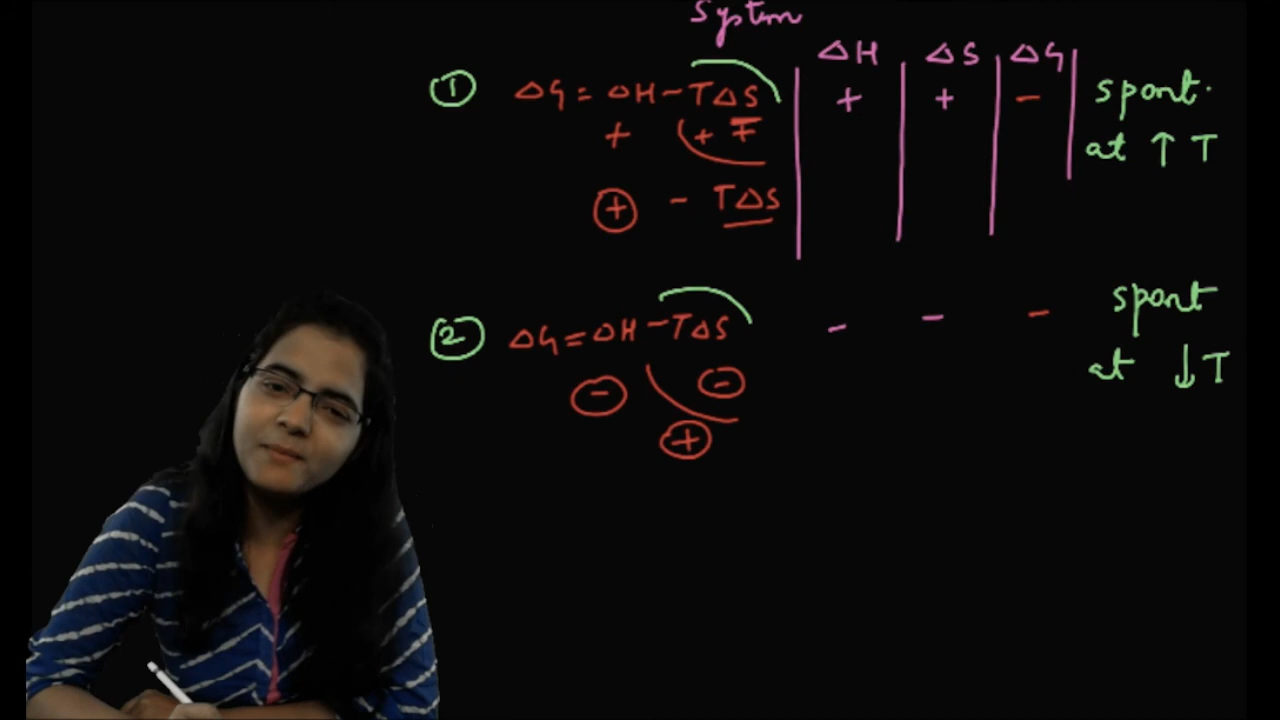 System
ΔH ΔS ΔG
① ΔG = ΔH - TΔS + + - spont.
+ + at ↑ T
+ - TΔS
② ΔG = ΔH - TΔS - - - spont
- - at ↓ T
+